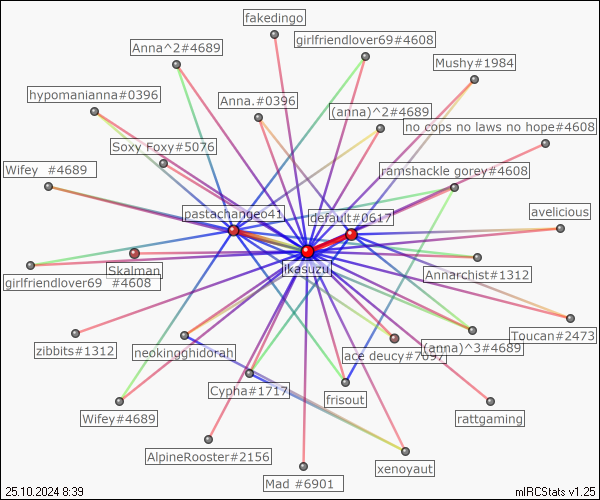 fakedingo
girlfriendlover69#4608
Anna^2#4689
Mushy#1984
hypomanianna#0396
Anna.#0396
(anna)^2#4689
no cops no laws no hope#4608
Soxy Foxy#5076
Wifey #4689
ramshackle gorey#4608
pastachangeo41
default#0617
avelicious
ikasuzu
Skalman
Annarchist#1312
girlfriendlover69 #4608
Toucan#2473
zibbits#1312
neokingghidorah
ace deucy#7097
(anna)^3#4689
Cypha#1717
frisout
Wifey#4689
rattgaming
AlpineRooster#2156
xenoyaut
Mad #6901
25.10.2024 8:39
mIRCStats v1.25